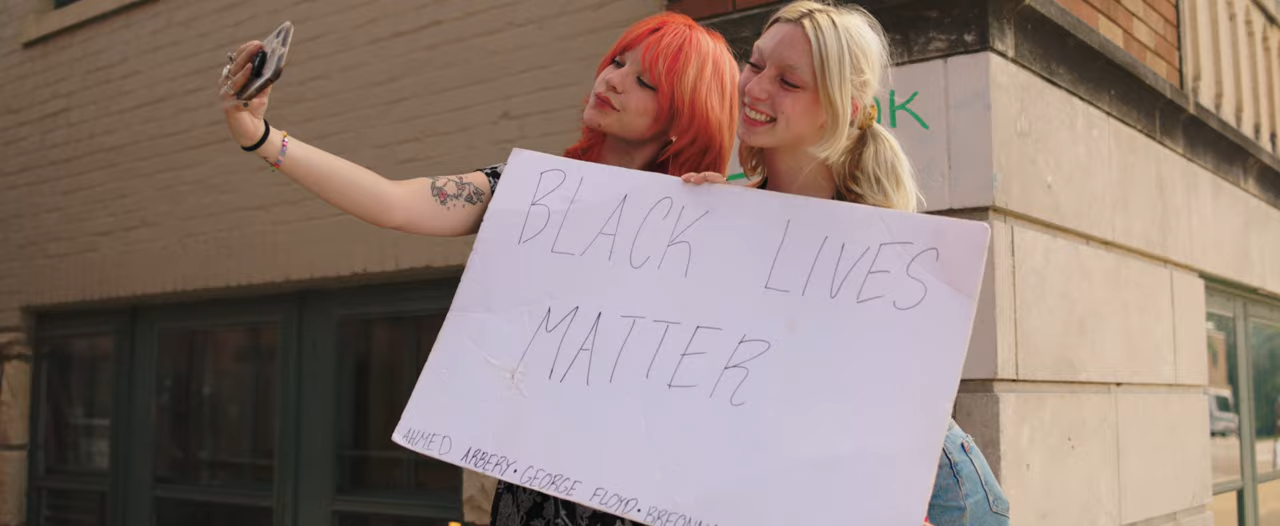 BLACK LIVES
MATTER
AHMED ARBERY • GEORGE FLOYD • BREONN